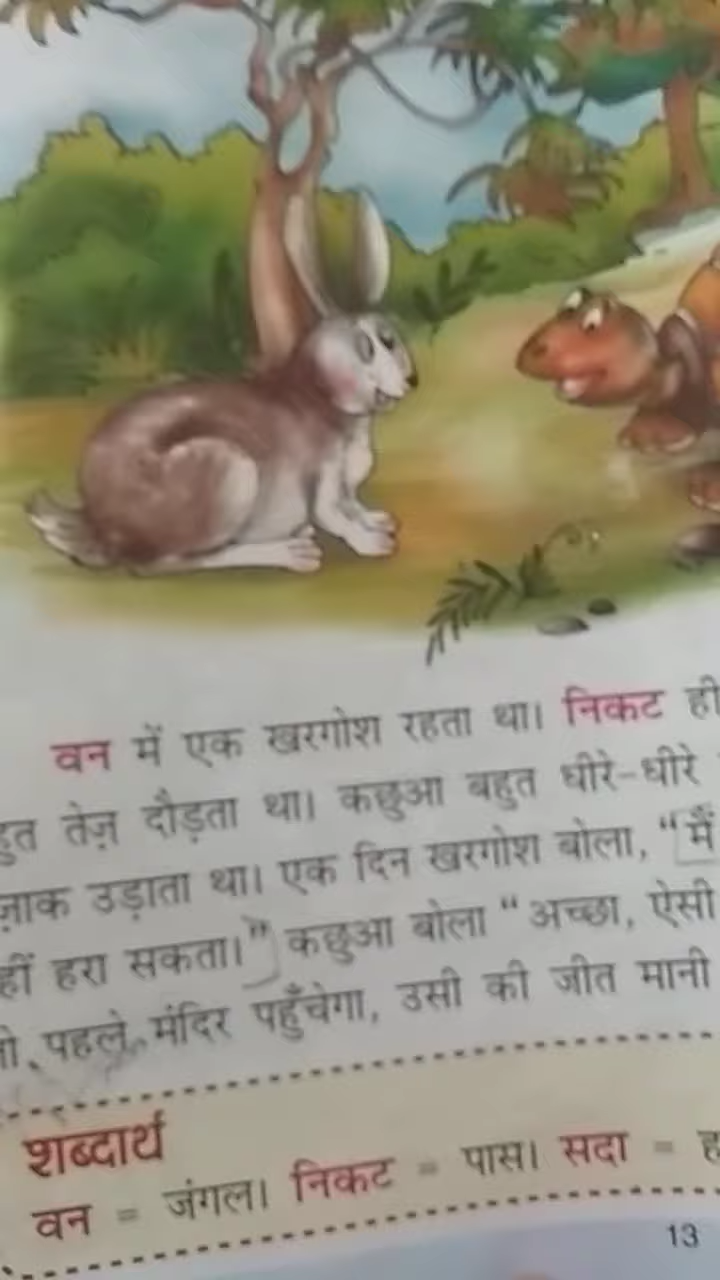 वन में एक खरगोश रहता था। निकट ही
तेज़ दौड़ता था। कछुआ बहुत धीरे-धीरे
उड़ाता था। एक दिन खरगोश बोला, “मैं
हरा सकता।” कछुआ बोला “अच्छा, ऐसी
पहले मंदिर पहुँचेगा, उसी की जीत मानी
शब्दार्थ
वन = जंगल। निकट = पास। सदा =
13